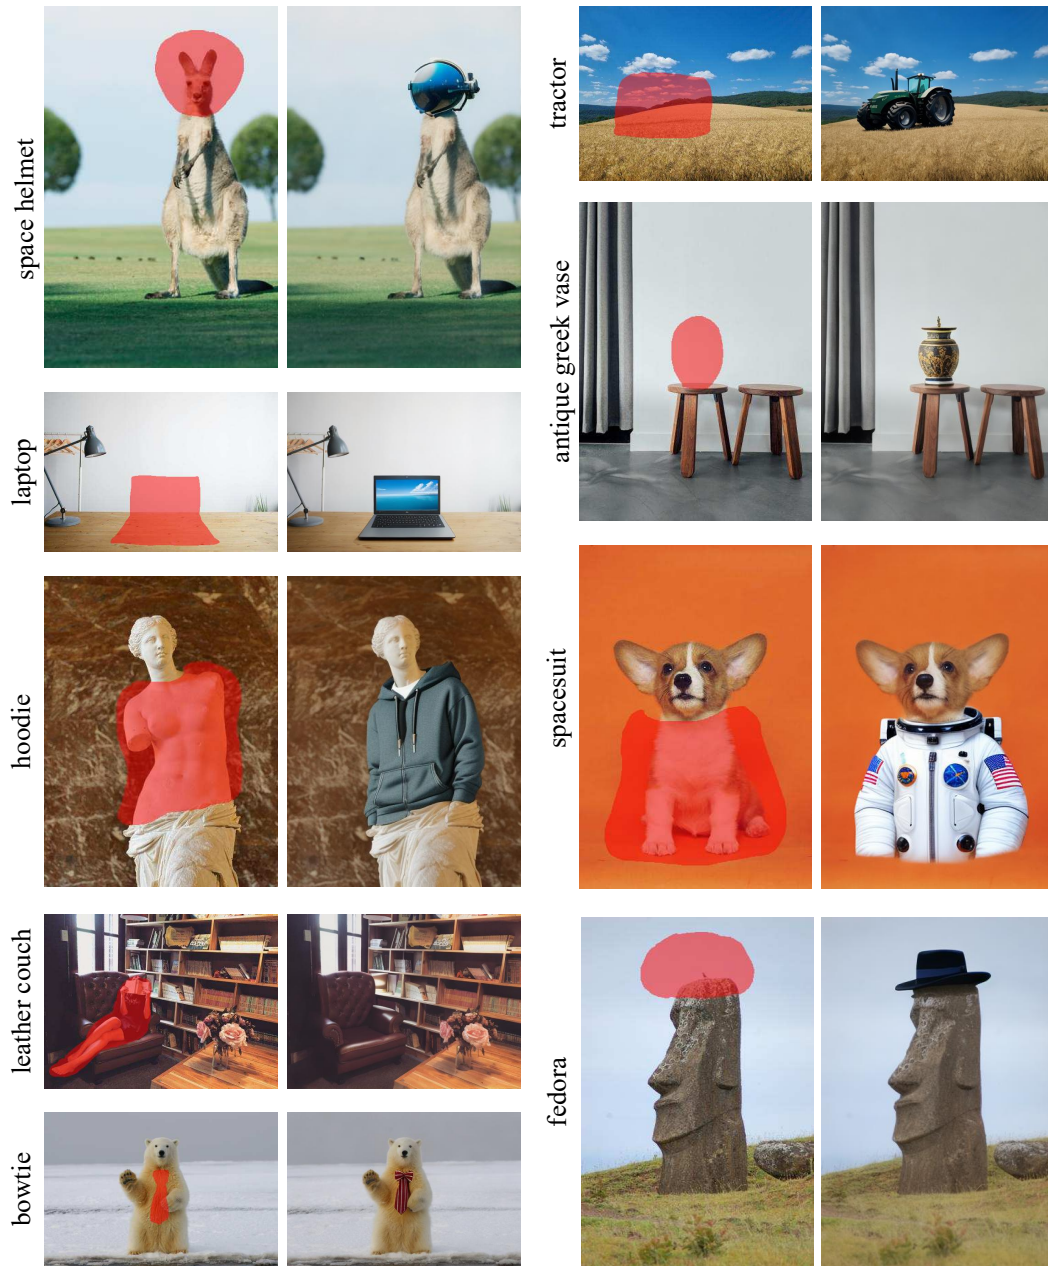 space helmet
laptop
hoodie
leather couch
bowtie
tractor
antique greek vase
spacesuit
fedora